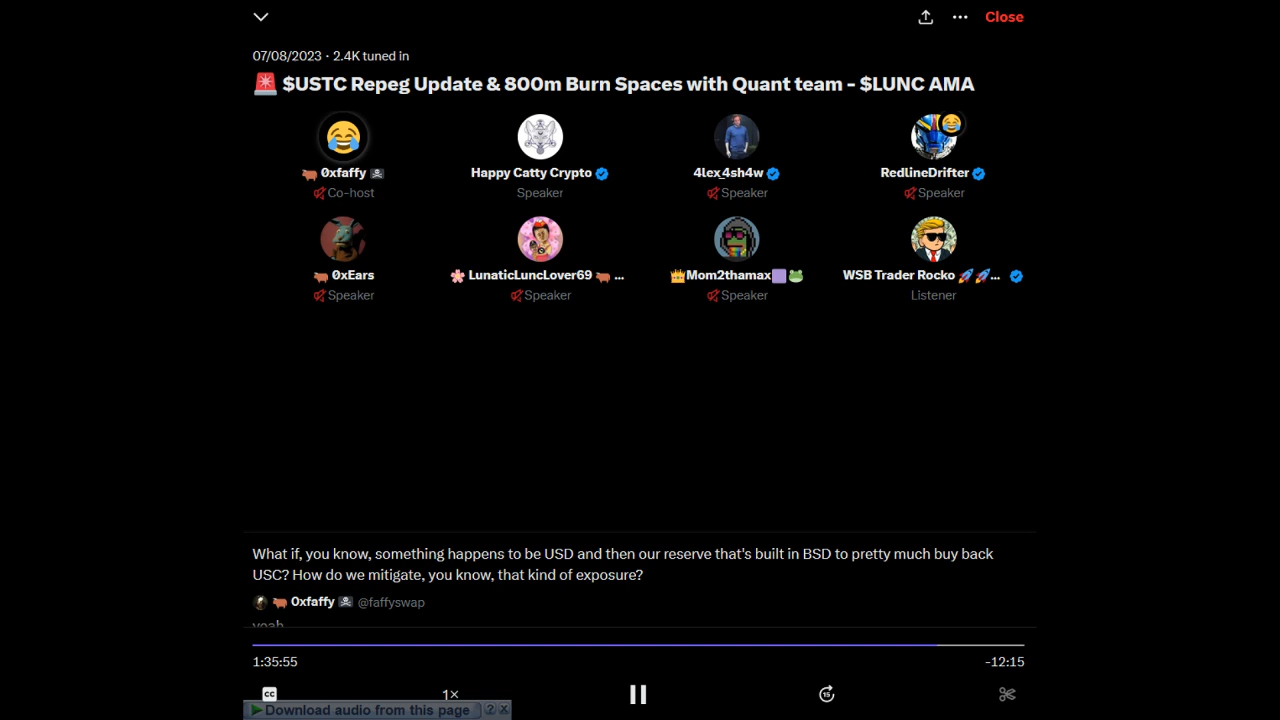 Close
07/08/2023 · 2.4K tuned in
🚨 $USTC Repeg Update & 800m Burn Spaces with Quant team - $LUNC AMA
🐂 0xfaffy 🏴‍☠️ Happy Catty Crypto 4lex_4sh4w RedlineDrifter
Co-host Speaker Speaker Speaker
🐂 0xEars 🌸 LunaticLuncLover69 🐂 ... 👑Mom2thamax🟪🐸 WSB Trader Rocko 🚀🚀...
Speaker Speaker Speaker Listener
What if, you know, something happens to be USD and then our reserve that's built in BSD to pretty much buy back
USC? How do we mitigate, you know, that kind of exposure?
🐂 0xfaffy 🏴‍☠️ @faffyswap
yeah
1:35:55 -12:15
CC 1× 15
Download audio from this page ? X